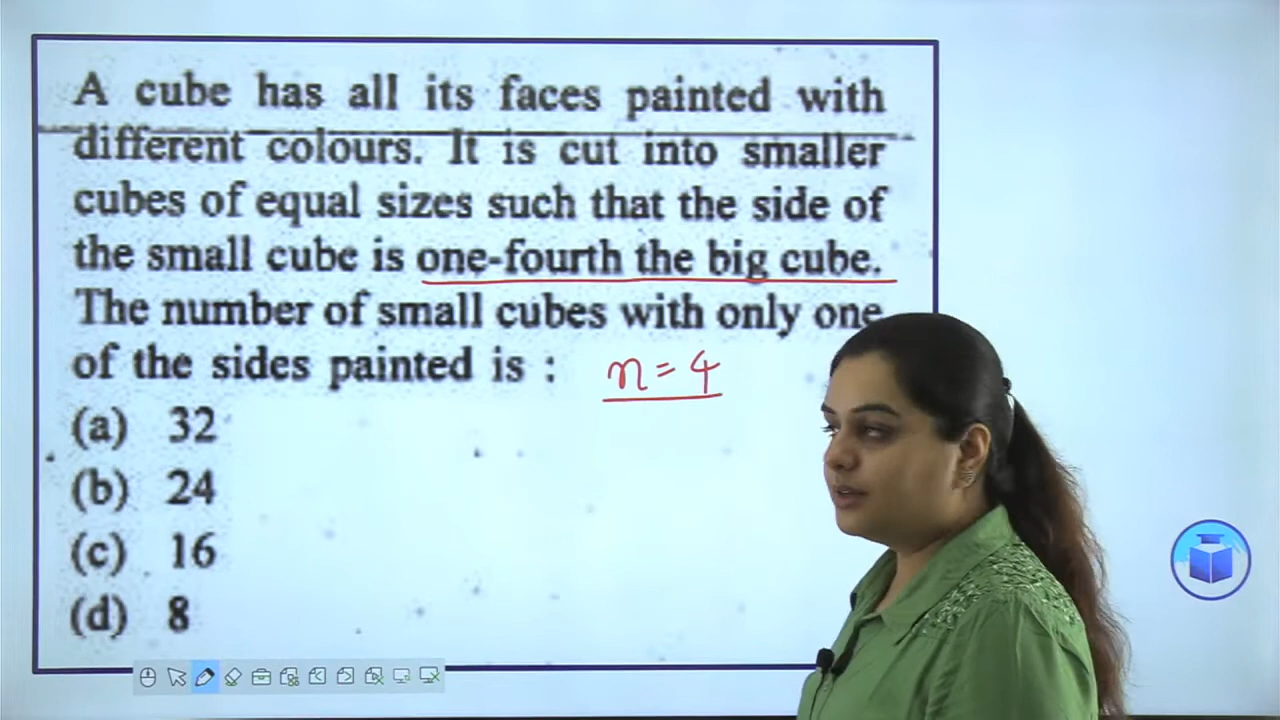 A cube has all its faces painted with
different colours. It is cut into smaller
cubes of equal sizes such that the side of
the small cube is one-fourth the big cube.
The number of small cubes with only one
of the sides painted is :
n = 4
(a) 32
(b) 24
(c) 16
(d) 8